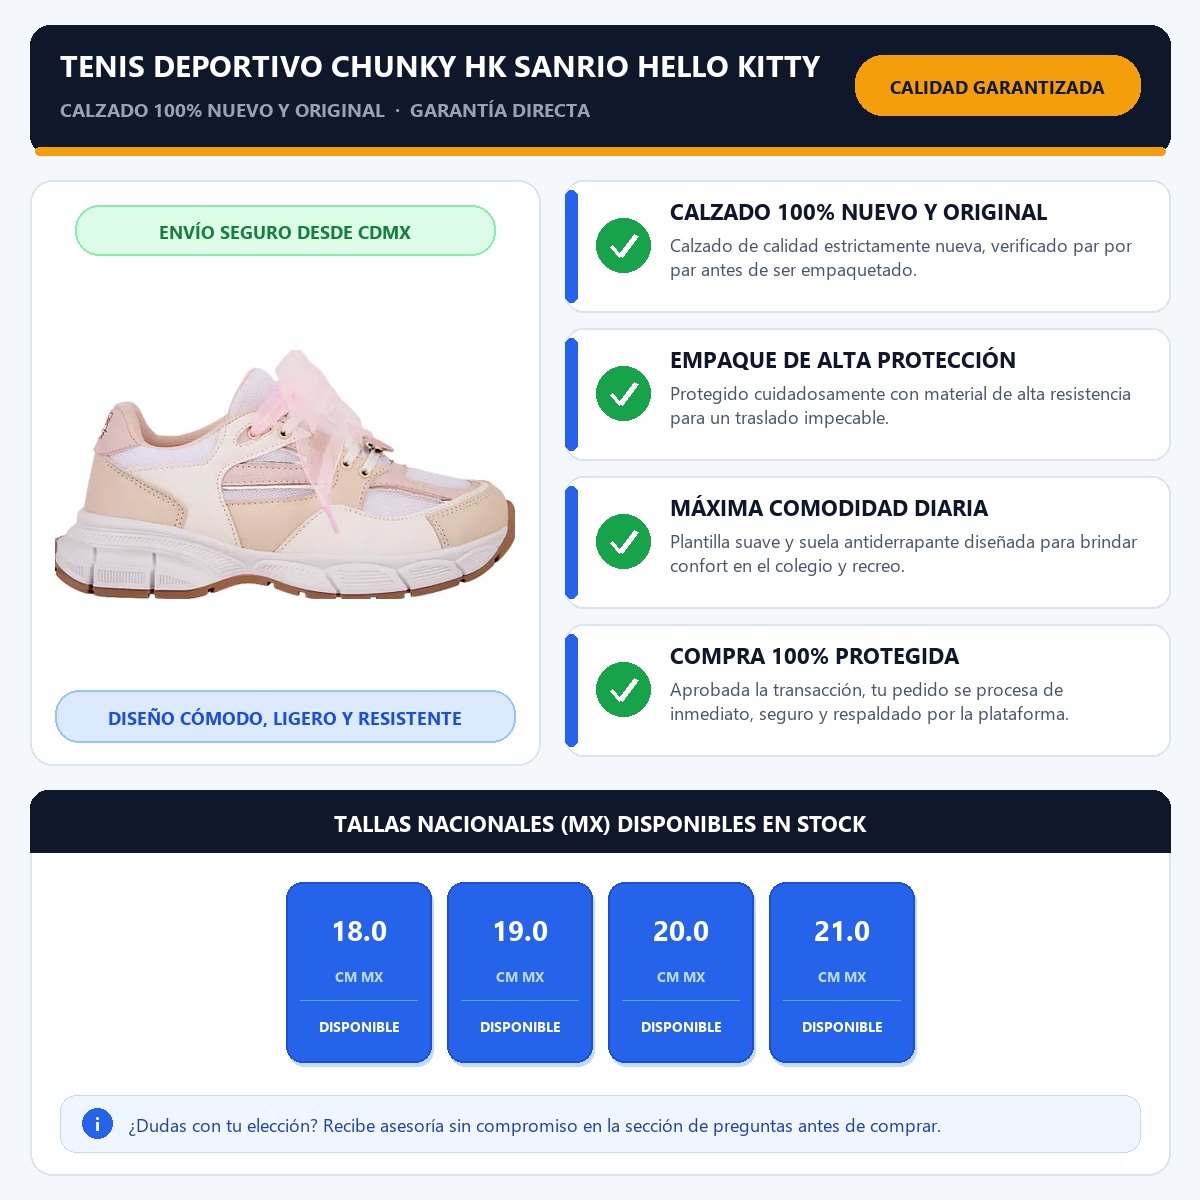 TENIS DEPORTIVO CHUNKY HK SANRIO HELLO KITTY
CALZADO 100% NUEVO Y ORIGINAL · GARANTÍA DIRECTA
CALIDAD GARANTIZADA
ENVÍO SEGURO DESDE CDMX
DISEÑO CÓMODO, LIGERO Y RESISTENTE
CALZADO 100% NUEVO Y ORIGINAL
Calzado de calidad estrictamente nueva, verificado par por
par antes de ser empaquetado.
EMPAQUE DE ALTA PROTECCIÓN
Protegido cuidadosamente con material de alta resistencia
para un traslado impecable.
MÁXIMA COMODIDAD DIARIA
Plantilla suave y suela antiderrapante diseñada para brindar
confort en el colegio y recreo.
COMPRA 100% PROTEGIDA
Aprobada la transacción, tu pedido se procesa de
inmediato, seguro y respaldado por la plataforma.
TALLAS NACIONALES (MX) DISPONIBLES EN STOCK
18.0
CM MX
DISPONIBLE
19.0
CM MX
DISPONIBLE
20.0
CM MX
DISPONIBLE
21.0
CM MX
DISPONIBLE
¿Dudas con tu elección? Recibe asesoría sin compromiso en la sección de preguntas antes de comprar.